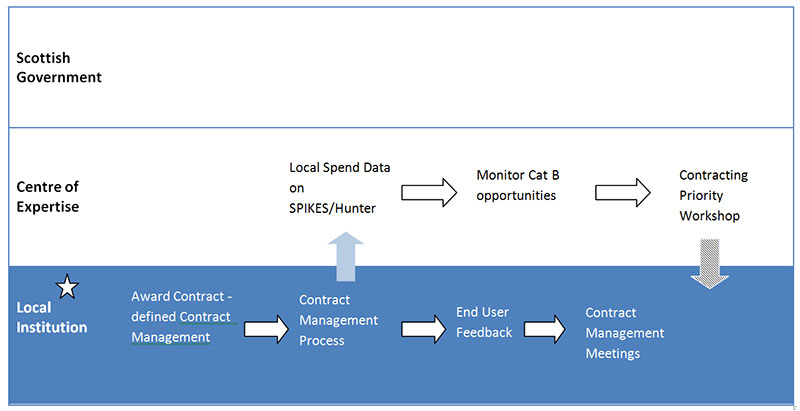 Scottish
Government
Centre of
Expertise
Local Spend Data
on
SPIKES/Hunter
Monitor Cat B
opportunities
Contracting
Priority
Workshop
Local
Institution
Award Contract -
defined Contract
Management
Contract
Management
Process
End User
Feedback
Contract
Management
Meetings